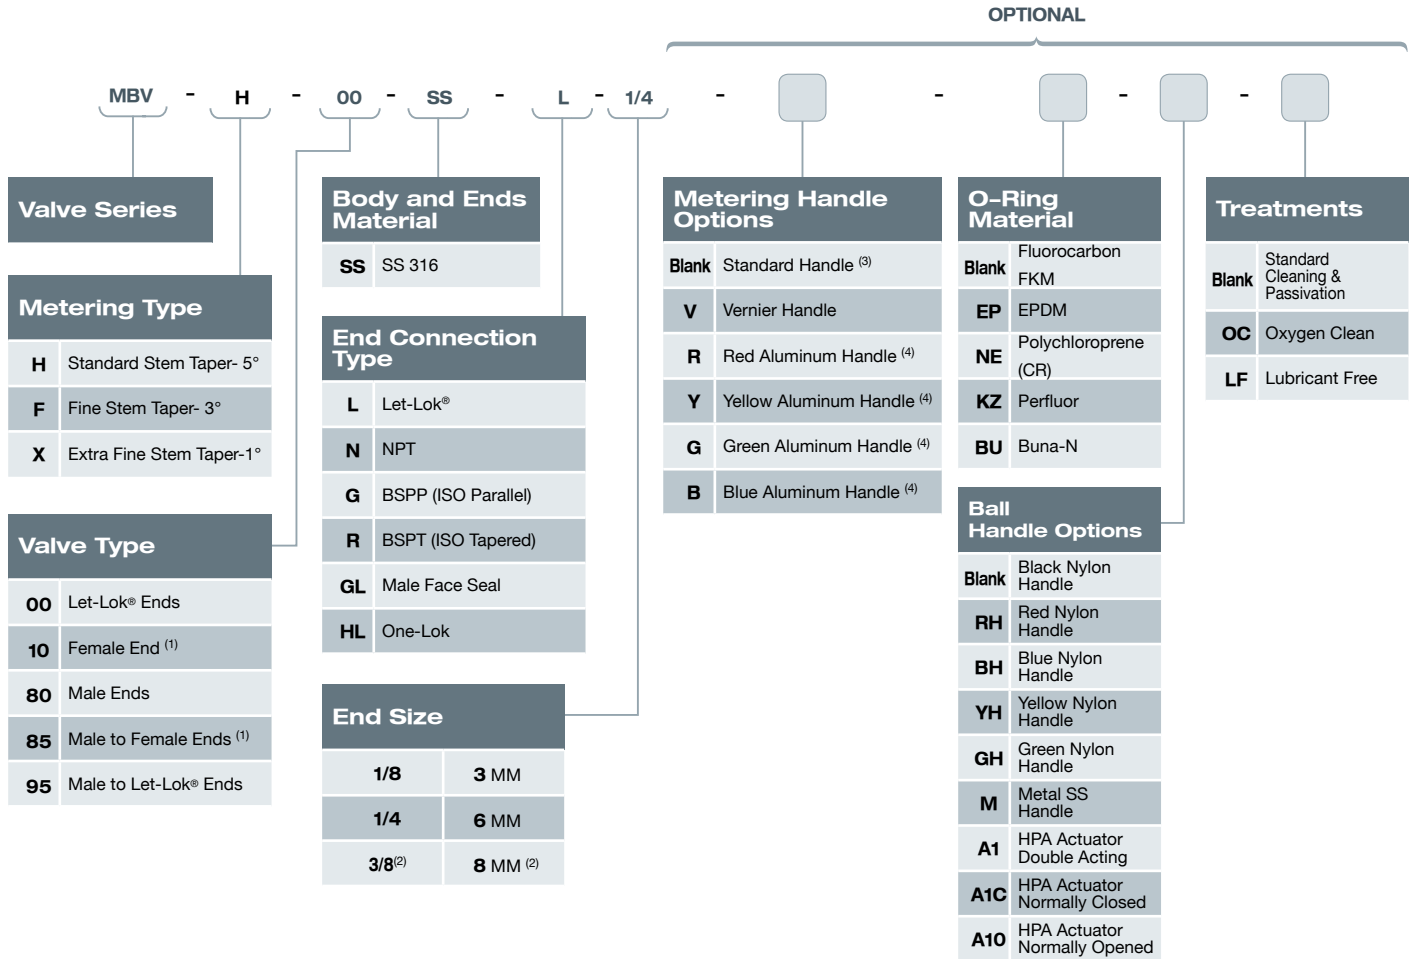 OPTIONAL
MBV - H - 00 - SS - L - 1/4 - - - -
Valve Series
Metering Type
H Standard Stem Taper- 5°
F Fine Stem Taper- 3°
X Extra Fine Stem Taper-1°
Valve Type
00 Let-Lok® Ends
10 Female End (1)
80 Male Ends
85 Male to Female Ends (1)
95 Male to Let-Lok® Ends
Body and Ends
Material
SS SS 316
End Connection
Type
L Let-Lok®
N NPT
G BSPP (ISO Parallel)
R BSPT (ISO Tapered)
GL Male Face Seal
HL One-Lok
End Size
1/8 3 MM
1/4 6 MM
3/8(2) 8 MM (2)
Metering Handle
Options
Blank Standard Handle (3)
V Vernier Handle
R Red Aluminum Handle (4)
Y Yellow Aluminum Handle (4)
G Green Aluminum Handle (4)
B Blue Aluminum Handle (4)
O-Ring
Material
Blank Fluorocarbon
FKM
EP EPDM
NE Polychloroprene
(CR)
KZ Perfluor
BU Buna-N
Ball
Handle Options
Blank Black Nylon
Handle
RH Red Nylon
Handle
BH Blue Nylon
Handle
YH Yellow Nylon
Handle
GH Green Nylon
Handle
M Metal SS
Handle
A1 HPA Actuator
Double Acting
A1C HPA Actuator
Normally Closed
A10 HPA Actuator
Normally Opened
Treatments
Blank Standard
Cleaning &
Passivation
OC Oxygen Clean
LF Lubricant Free